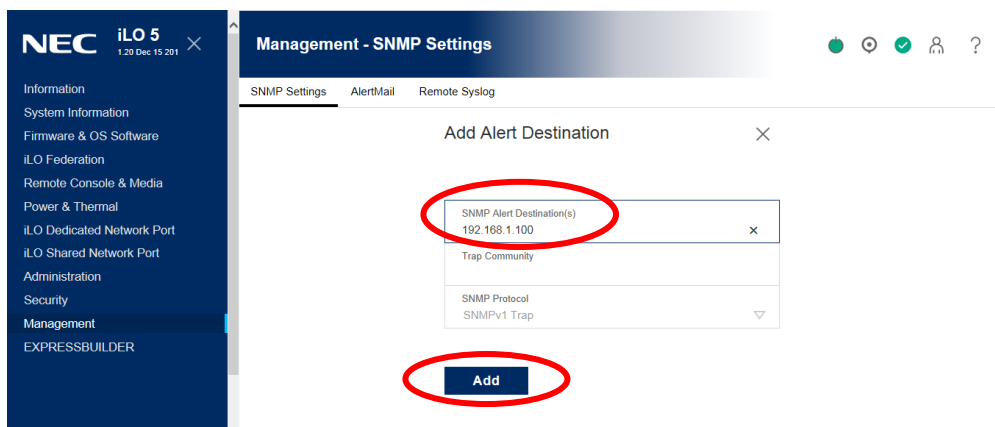 NEC
iLO 5
1.20 Dec 15 201
Management - SNMP Settings
?
Information
System Information
Firmware & OS Software
iLO Federation
Remote Console & Media
Power & Thermal
iLO Dedicated Network Port
iLO Shared Network Port
Administration
Security
Management
EXPRESSBUILDER
SNMP Settings AlertMail Remote Syslog
Add Alert Destination
SNMP Alert Destination(s)
192.168.1.100
Trap Community
SNMP Protocol
SNMPv1 Trap
Add